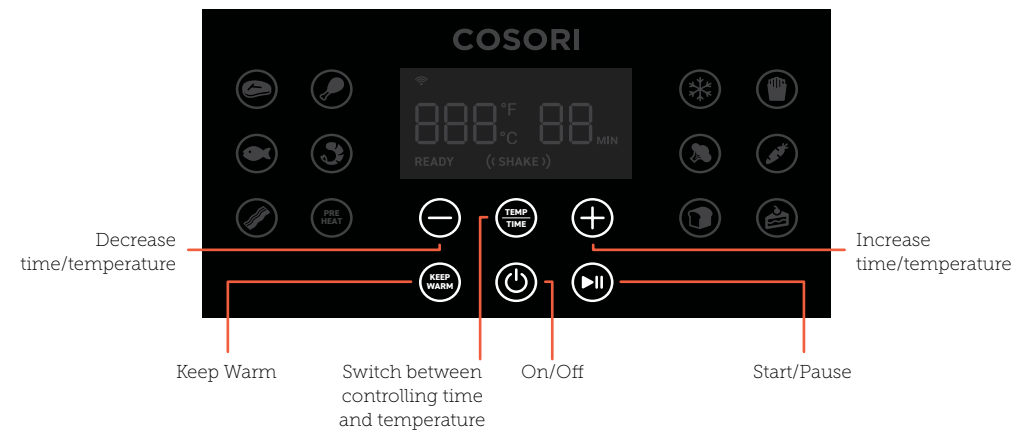 COSORI
888 °F 88
°C MIN
READY ((SHAKE))
PRE
HEAT
TEMP
TIME
Decrease
time/temperature
Increase
time/temperature
KEEP
WARM
Keep Warm
Switch between
controlling time
and temperature
On/Off
Start/Pause